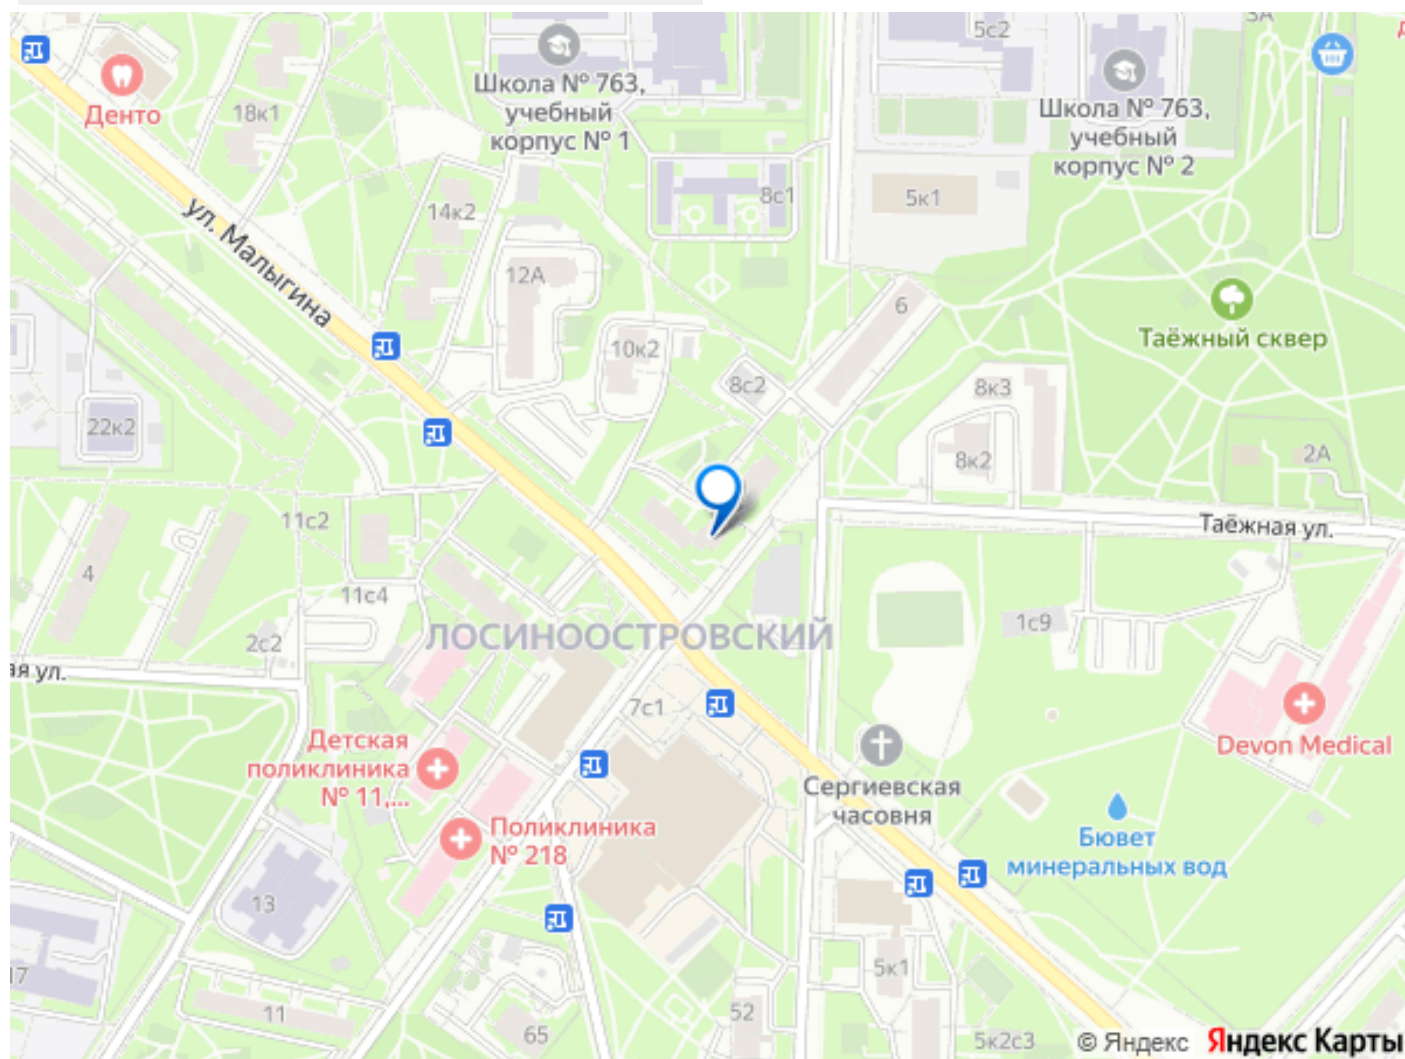 3А
5с2
Школа № 763,
учебный
корпус № 1
Школа № 763,
учебный
корпус № 2
Денто
18к1
ул. Малыгина
14к2
8с1
5к1
12А
6
Таёжный сквер
10к2
8с2
8к3
22к2
8к2
2А
11с2
Таёжная ул.
4
11с4
1с9
2с2
ЛОСИНООСТРОВСКИЙ
ая ул.
7с1
Детская
поликлиника
№ 11,...
Devon Medical
Сергиевская
часовня
Поликлиника
№ 218
Бювет
минеральных вод
13
17
5к1
11
52
65
5к2с3
© Яндекс Яндекс Карты